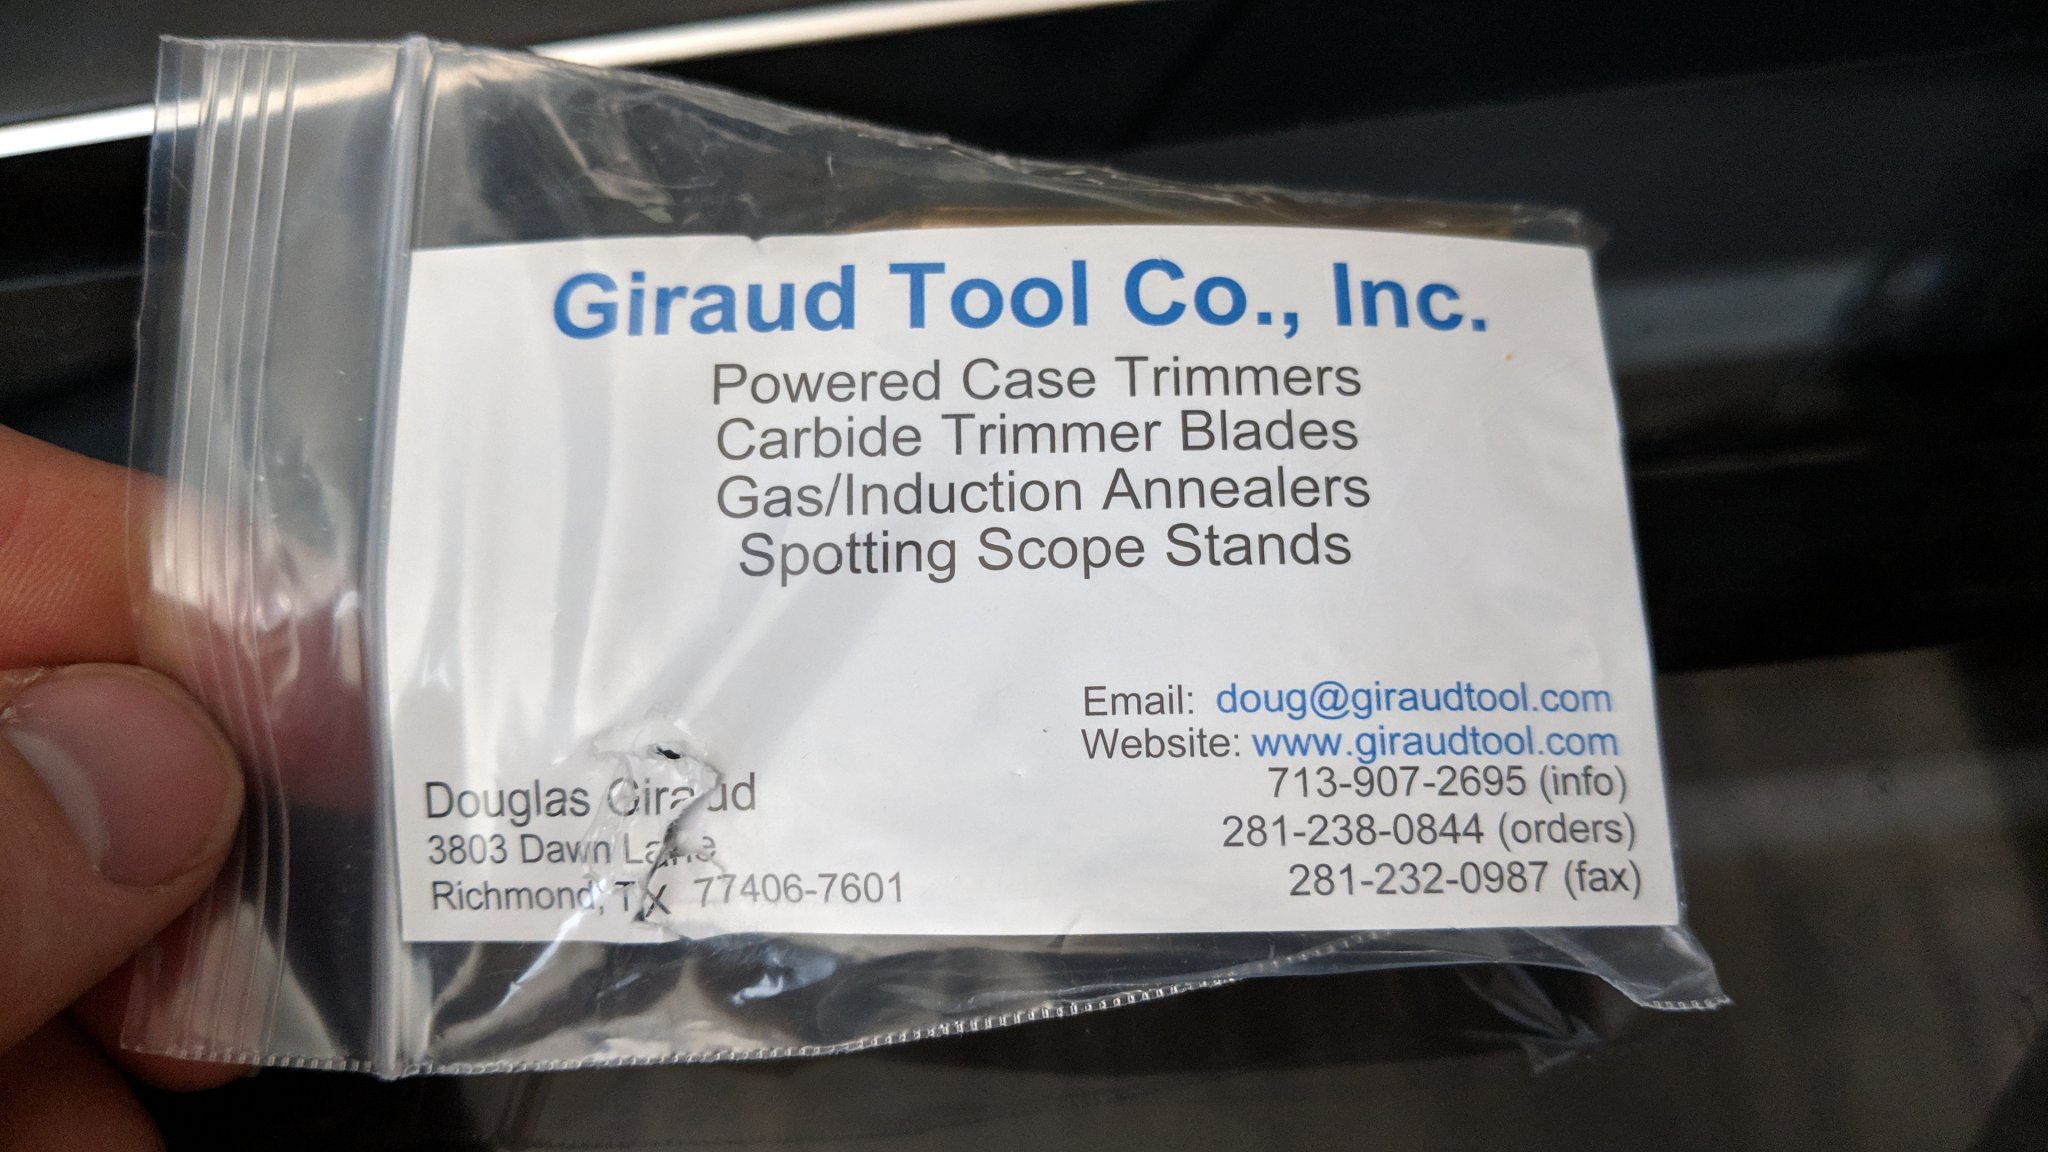 Giraud Tool Co., Inc.
Powered Case Trimmers
Carbide Trimmer Blades
Gas/Induction Annealers
Spotting Scope Stands
Email: doug@giraudtool.com
Website: www.giraudtool.com
713-907-2695 (info)
281-238-0844 (orders)
281-232-0987 (fax)
Douglas Giraud
3803 Dawn Lane
Richmond, TX 77406-7601